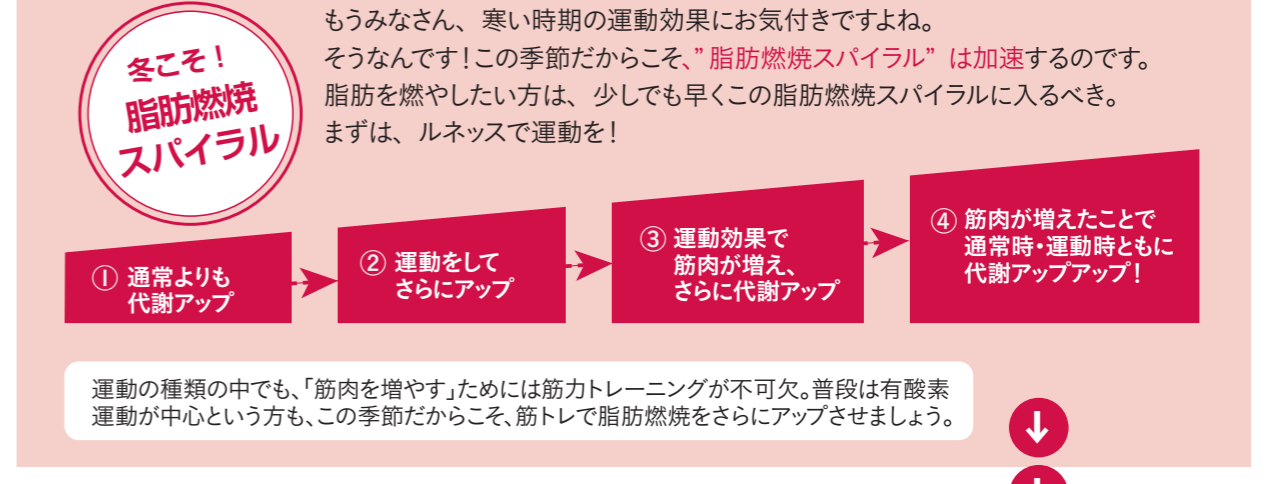 冬こそ！
脂肪燃焼
スパイラル
もうみなさん、寒い時期の運動効果にお気付きですよね。
そうなんです！この季節だからこそ、”脂肪燃焼スパイラル”は加速するのです。
脂肪を燃やしたい方は、少しでも早くこの脂肪燃焼スパイラルに入るべき。
まずは、ルネッスで運動を！
① 通常よりも
代謝アップ
② 運動をして
さらにアップ
③ 運動効果で
筋肉が増え、
さらに代謝アップ
④ 筋肉が増えたことで
通常時・運動時ともに
代謝アップアップ！
運動の種類の中でも、「筋肉を増やす」ためには筋力トレーニングが不可欠。普段は有酸素
運動が中心という方も、この季節だからこそ、筋トレで脂肪燃焼をさらにアップさせましょう。